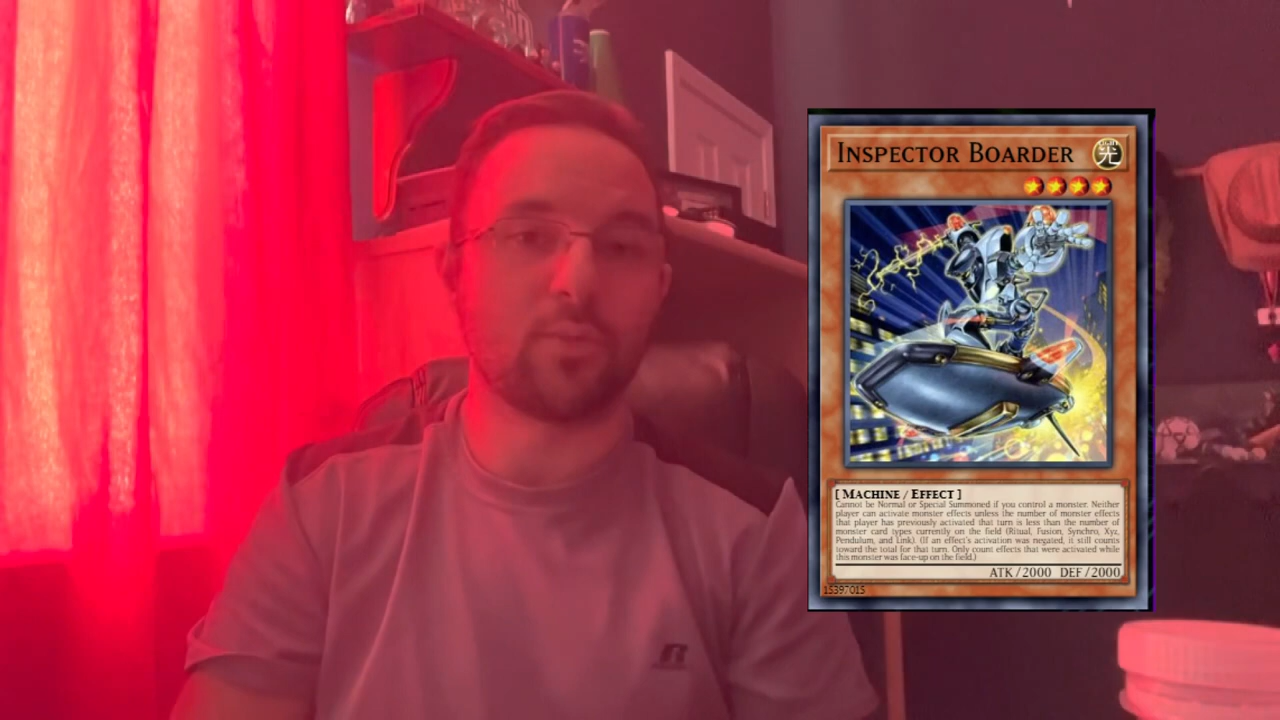 INSPECTOR BOARDER
光
[ MACHINE / EFFECT ]
Cannot be Normal or Special Summoned if you control a monster. Neither
player can activate monster effects unless the number of monster effects
that player has previously activated that turn is less than the number of
monster card types currently on the field (Ritual, Fusion, Synchro, Xyz,
Pendulum, and Link). (If an effect's activation was negated, it still counts
toward the total for that turn. Only count effects that were activated while
this monster was face-up on the field.)
ATK / 2000 DEF / 2000
15397015
R